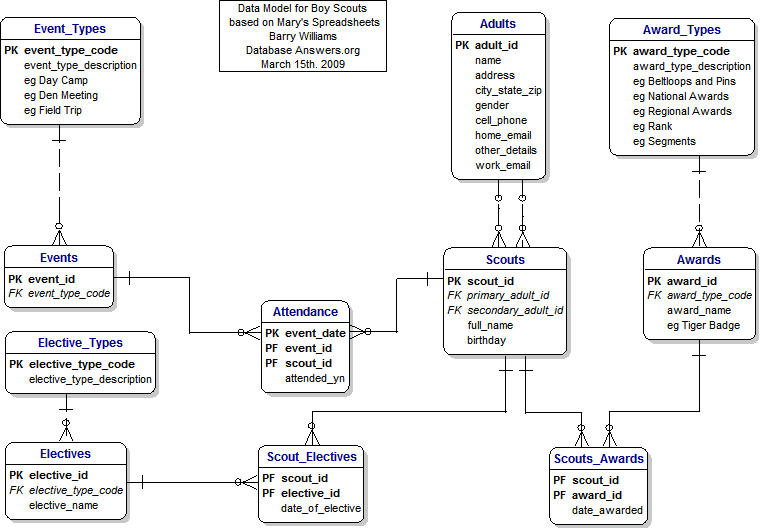 Data Model for Boy Scouts
based on Mary's Spreadsheets
Barry Williams
Database Answers.org
March 15th. 2009
Event_Types
PK event_type_code
event_type_description
eg Day Camp
eg Den Meeting
eg Field Trip
Adults
PK adult_id
name
address
city_state_zip
gender
cell_phone
home_email
other_details
work_email
Award_Types
PK award_type_code
award_type_description
eg Beltloops and Pins
eg National Awards
eg Regional Awards
eg Rank
eg Segments
Events
PK event_id
FK event_type_code
Scouts
PK scout_id
FK primary_adult_id
FK secondary_adult_id
full_name
birthday
Awards
PK award_id
FK award_type_code
award_name
eg Tiger Badge
Attendance
PK event_date
PF event_id
PF scout_id
attended_yn
Elective_Types
PK elective_type_code
elective_type_description
Electives
PK elective_id
FK elective_type_code
elective_name
Scout_Electives
PF scout_id
PF elective_id
date_of_elective
Scouts_Awards
PF scout_id
PF award_id
date_awarded